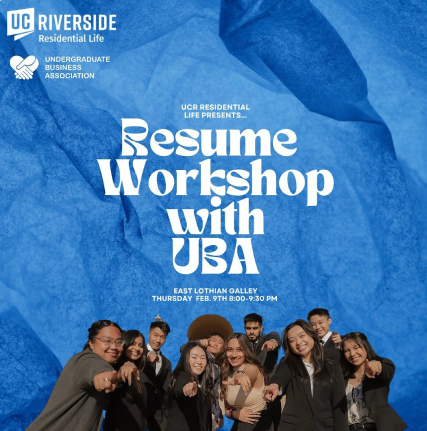 UC RIVERSIDE
Residential Life
UNDERGRADUATE
BUSINESS
ASSOCIATION
UCR RESIDENTIAL
LIFE PRESENTS...
Resume
Workshop
with
UBA
EAST LOTHIAN GALLEY
THURSDAY FEB. 9TH 8:00-9:30 PM